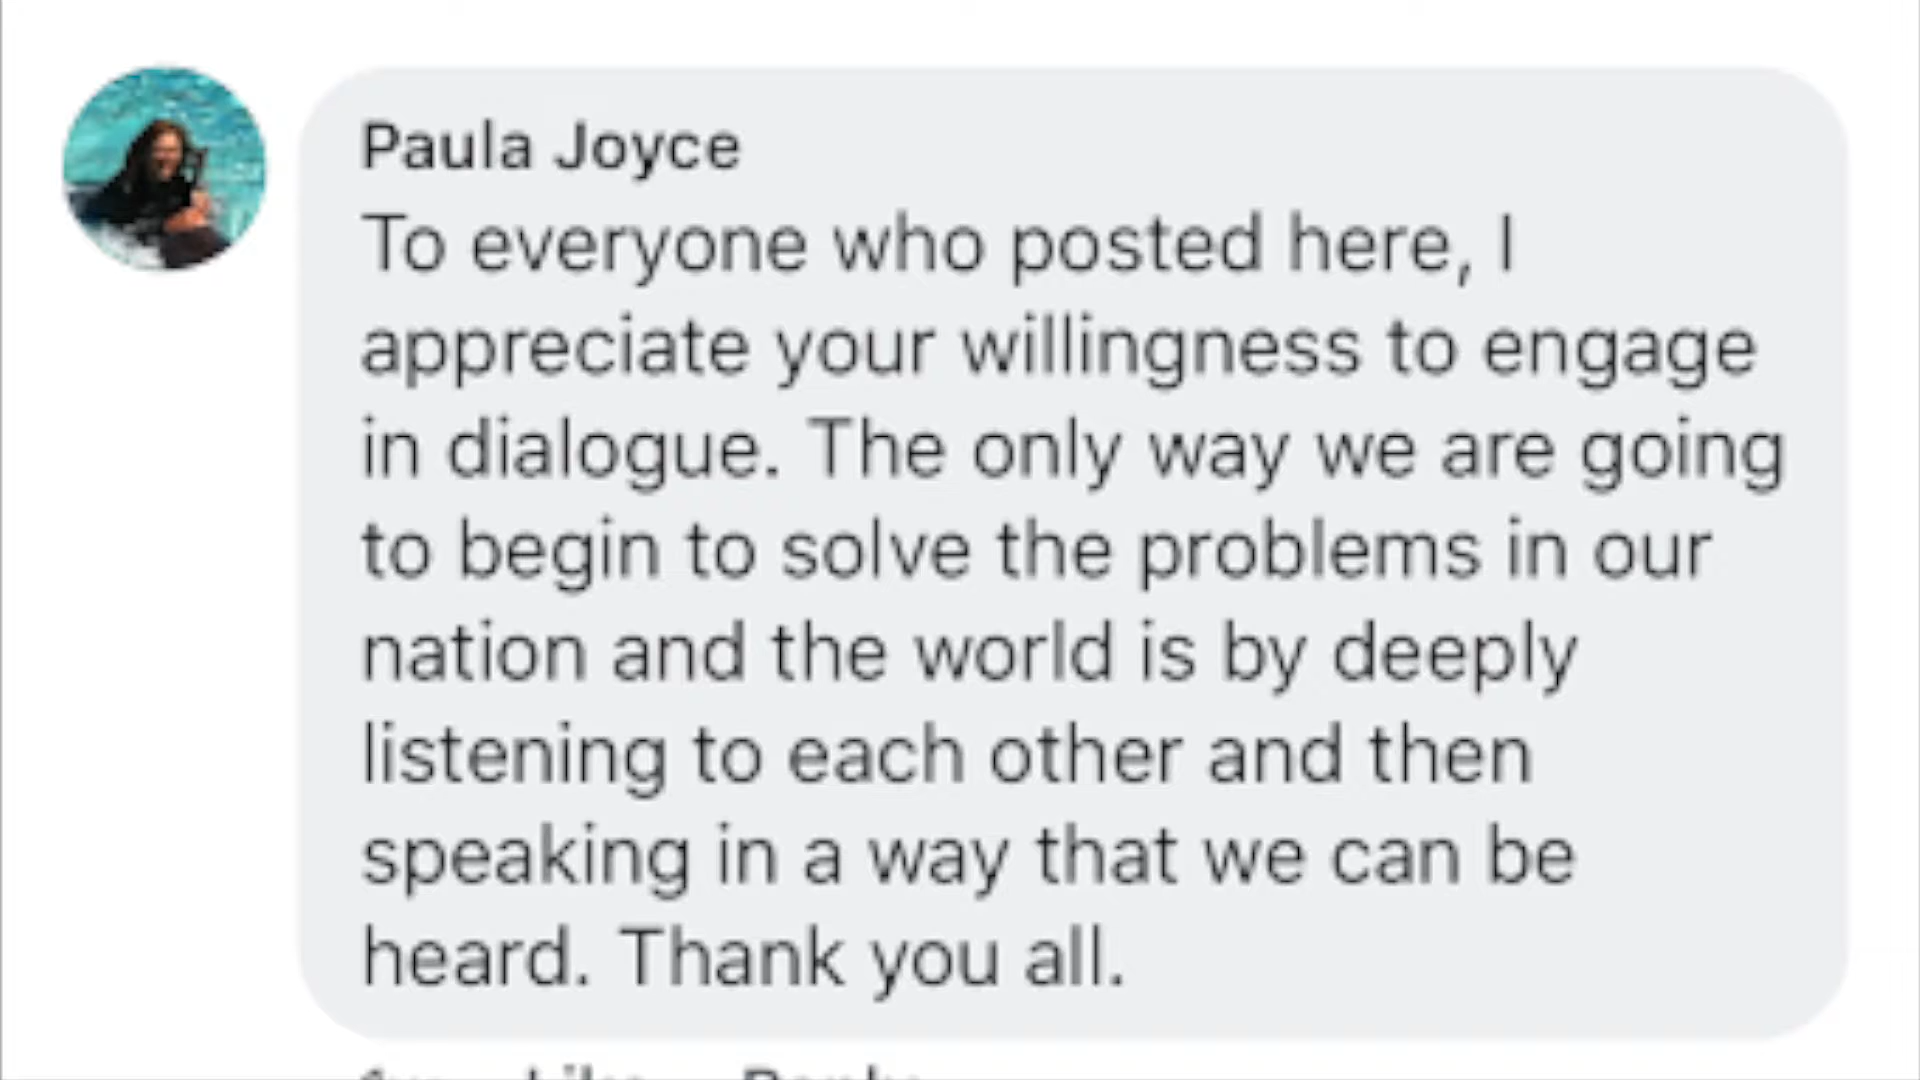 Paula Joyce
To everyone who posted here, I
appreciate your willingness to engage
in dialogue. The only way we are going
to begin to solve the problems in our
nation and the world is by deeply
listening to each other and then
speaking in a way that we can be
heard. Thank you all.
Like Reply